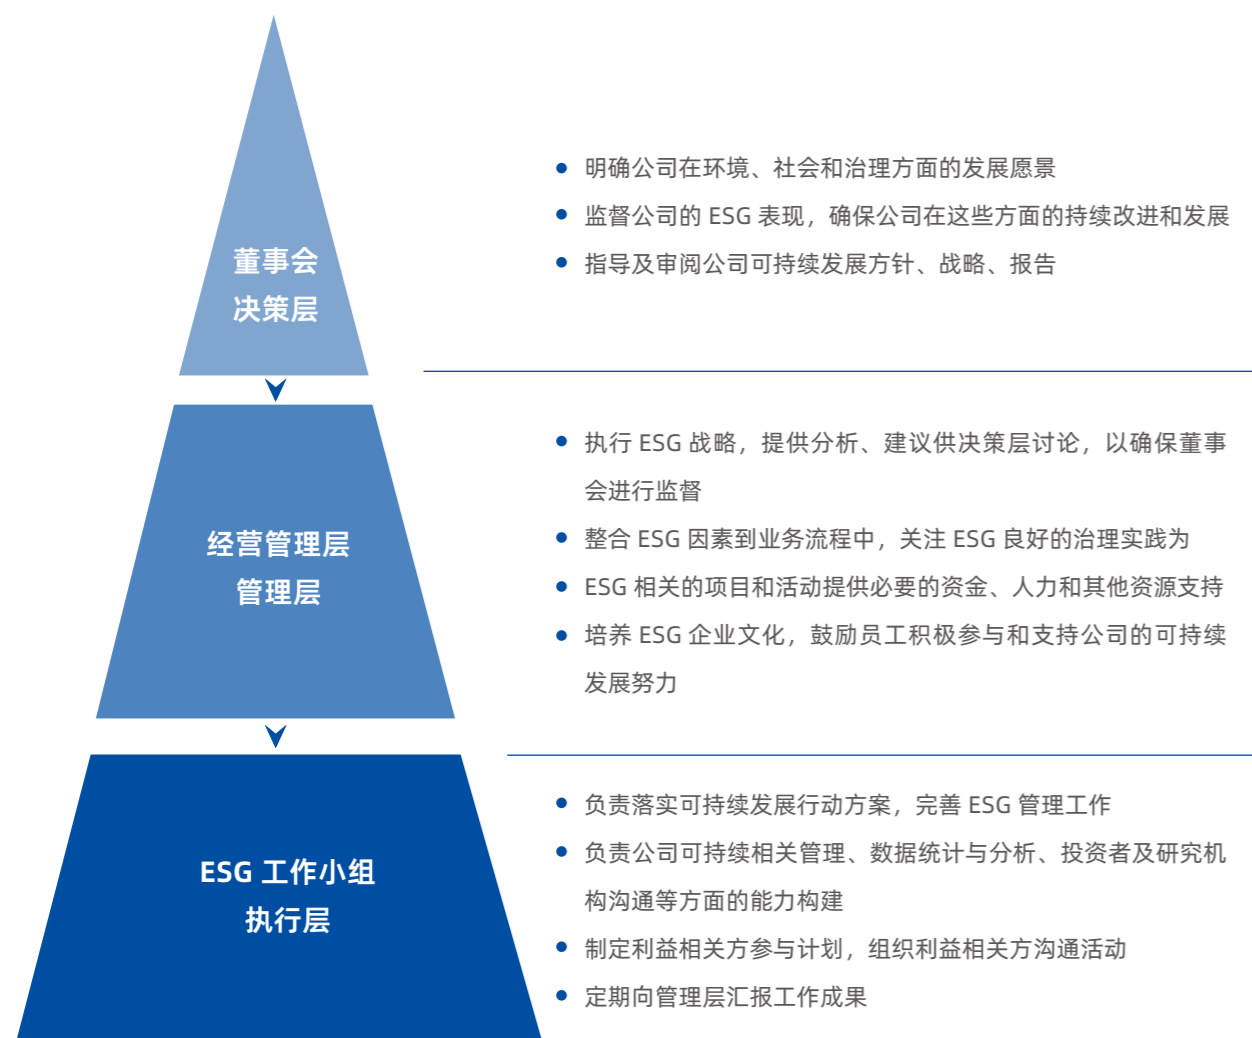 董事会
决策层
明确公司在环境、社会和治理方面的发展愿景
监督公司的 ESG 表现，确保公司在这些方面的持续改进和发展
指导及审阅公司可持续发展方针、战略、报告
经营管理层
管理层
执行 ESG 战略，提供分析、建议供决策层讨论，以确保董事
会进行监督
整合 ESG 因素到业务流程中，关注 ESG 良好的治理实践为
ESG 相关的项目和活动提供必要的资金、人力和其他资源支持
培养 ESG 企业文化，鼓励员工积极参与和支持公司的可持续
发展努力
ESG 工作小组
执行层
负责落实可持续发展行动方案，完善 ESG 管理工作
负责公司可持续相关管理、数据统计与分析、投资者及研究机
构沟通等方面的能力构建
制定利益相关方参与计划，组织利益相关方沟通活动
定期向管理层汇报工作成果